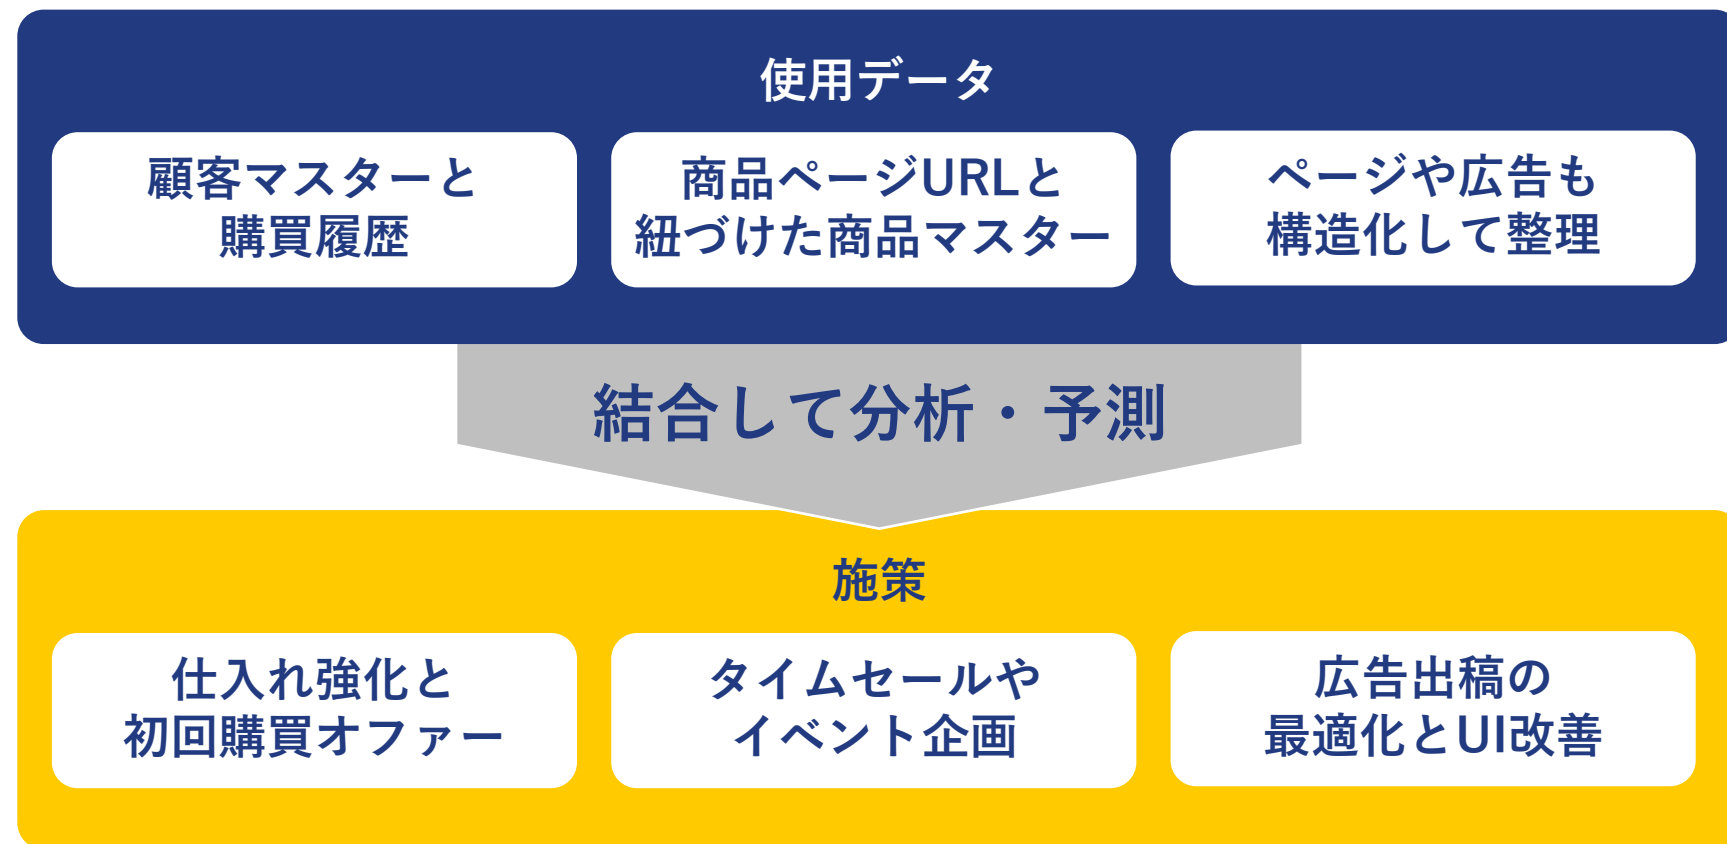 使用データ
顧客マスターと
購買履歴
商品ページURLと
紐づけた商品マスター
ページや広告も
構造化して整理
結合して分析・予測
施策
仕入れ強化と
初回購買オファー
タイムセールや
イベント企画
広告出稿の
最適化とUI改善